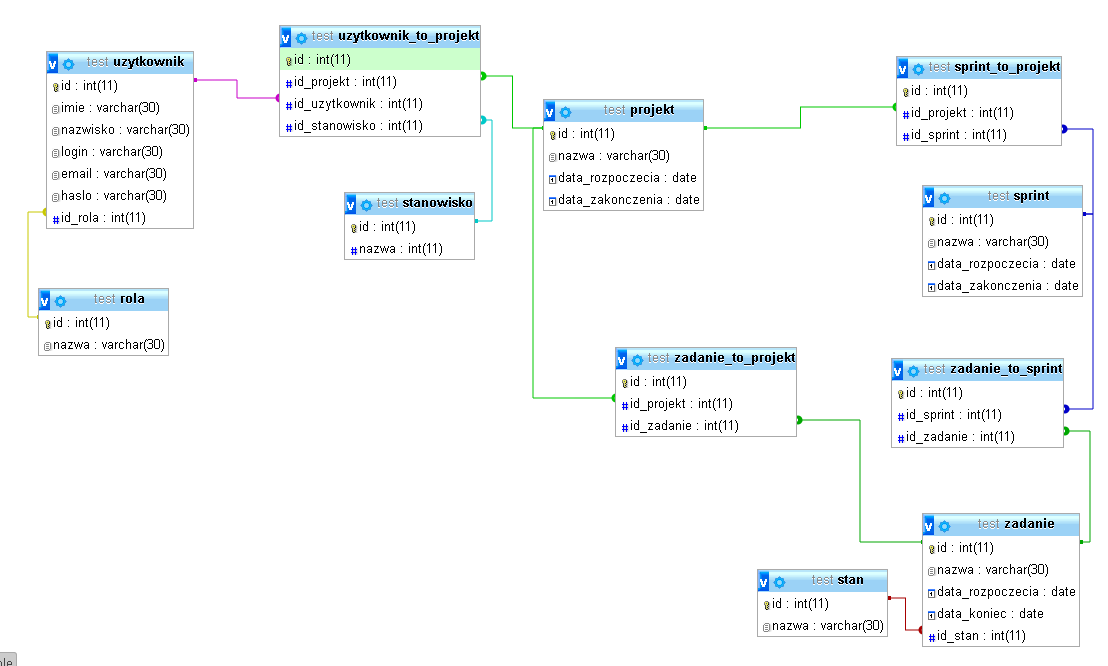 test uzytkownik
id : int(11)
imie : varchar(30)
nazwisko : varchar(30)
login : varchar(30)
email : varchar(30)
haslo : varchar(30)
id_rola : int(11)
test rola
id : int(11)
nazwa : varchar(30)
test uzytkownik_to_projekt
id : int(11)
id_projekt : int(11)
id_uzytkownik : int(11)
id_stanowisko : int(11)
test stanowisko
id : int(11)
nazwa : int(11)
test projekt
id : int(11)
nazwa : varchar(30)
data_rozpoczecia : date
data_zakonczenia : date
test sprint_to_projekt
id : int(11)
id_projekt : int(11)
id_sprint : int(11)
test sprint
id : int(11)
nazwa : varchar(30)
data_rozpoczecia : date
data_zakonczenia : date
test zadanie_to_projekt
id : int(11)
id_projekt : int(11)
id_zadanie : int(11)
test zadanie_to_sprint
id : int(11)
id_sprint : int(11)
id_zadanie : int(11)
test stan
id : int(11)
nazwa : varchar(30)
test zadanie
id : int(11)
nazwa : varchar(30)
data_rozpoczecia : date
data_koniec : date
id_stan : int(11)